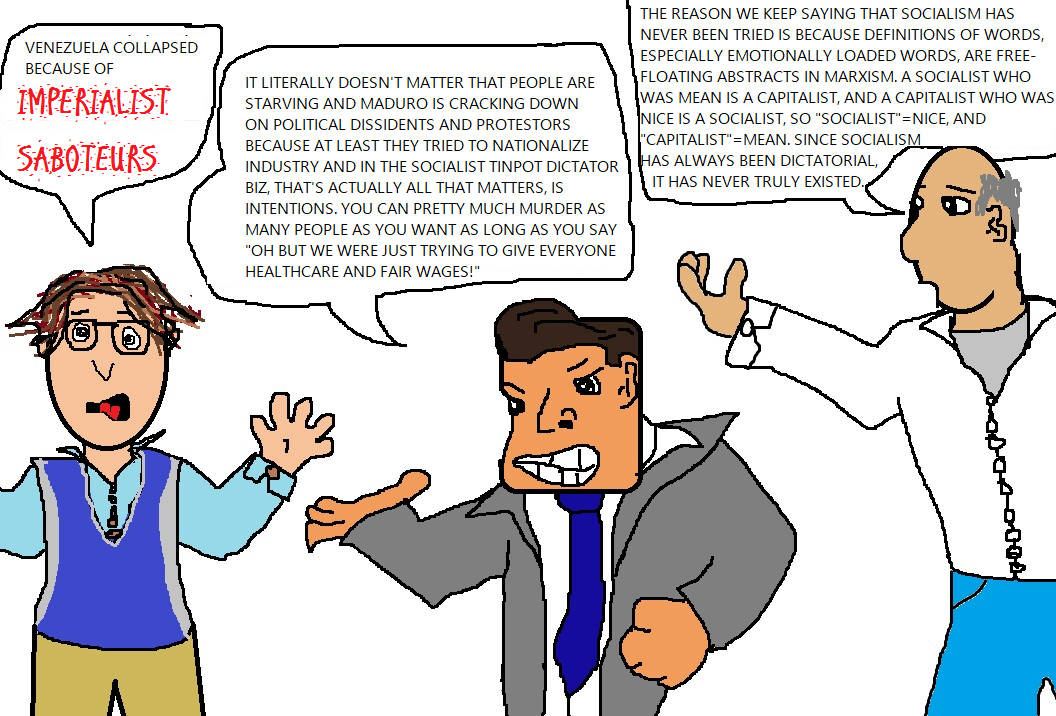 VENEZUELA COLLAPSED
BECAUSE OF
IMPERIALIST
SABOTEURS
IT LITERALLY DOESN'T MATTER THAT PEOPLE ARE
STARVING AND MADURO IS CRACKING DOWN
ON POLITICAL DISSIDENTS AND PROTESTORS
BECAUSE AT LEAST THEY TRIED TO NATIONALIZE
INDUSTRY AND IN THE SOCIALIST TINPOT DICTATOR
BIZ, THAT'S ACTUALLY ALL THAT MATTERS, IS
INTENTIONS. YOU CAN PRETTY MUCH MURDER AS
MANY PEOPLE AS YOU WANT AS LONG AS YOU SAY
"OH BUT WE WERE JUST TRYING TO GIVE EVERYONE
HEALTHCARE AND FAIR WAGES!"
THE REASON WE KEEP SAYING THAT SOCIALISM HAS
NEVER BEEN TRIED IS BECAUSE DEFINITIONS OF WORDS,
ESPECIALLY EMOTIONALLY LOADED WORDS, ARE FREE-
FLOATING ABSTRACTS IN MARXISM. A SOCIALIST WHO
WAS MEAN IS A CAPITALIST, AND A CAPITALIST WHO WAS
NICE IS A SOCIALIST, SO "SOCIALIST"=NICE, AND
"CAPITALIST"=MEAN. SINCE SOCIALISM
HAS ALWAYS BEEN DICTATORIAL,
IT HAS NEVER TRULY EXISTED.